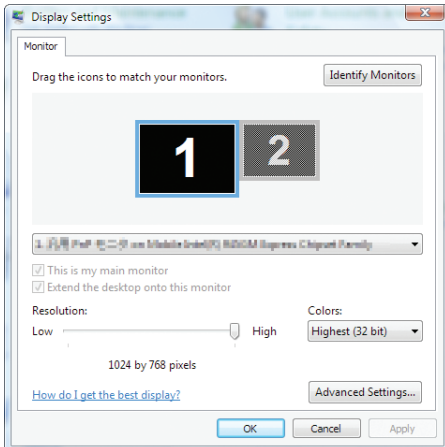 Display Settings
Monitor
Drag the icons to match your monitors.
Identify Monitors
1
2
This is my main monitor
Extend the desktop onto this monitor
Resolution:
Colors:
Low
High
Highest (32 bit)
1024 by 768 pixels
How do I get the best display?
Advanced Settings...
OK
Cancel
Apply